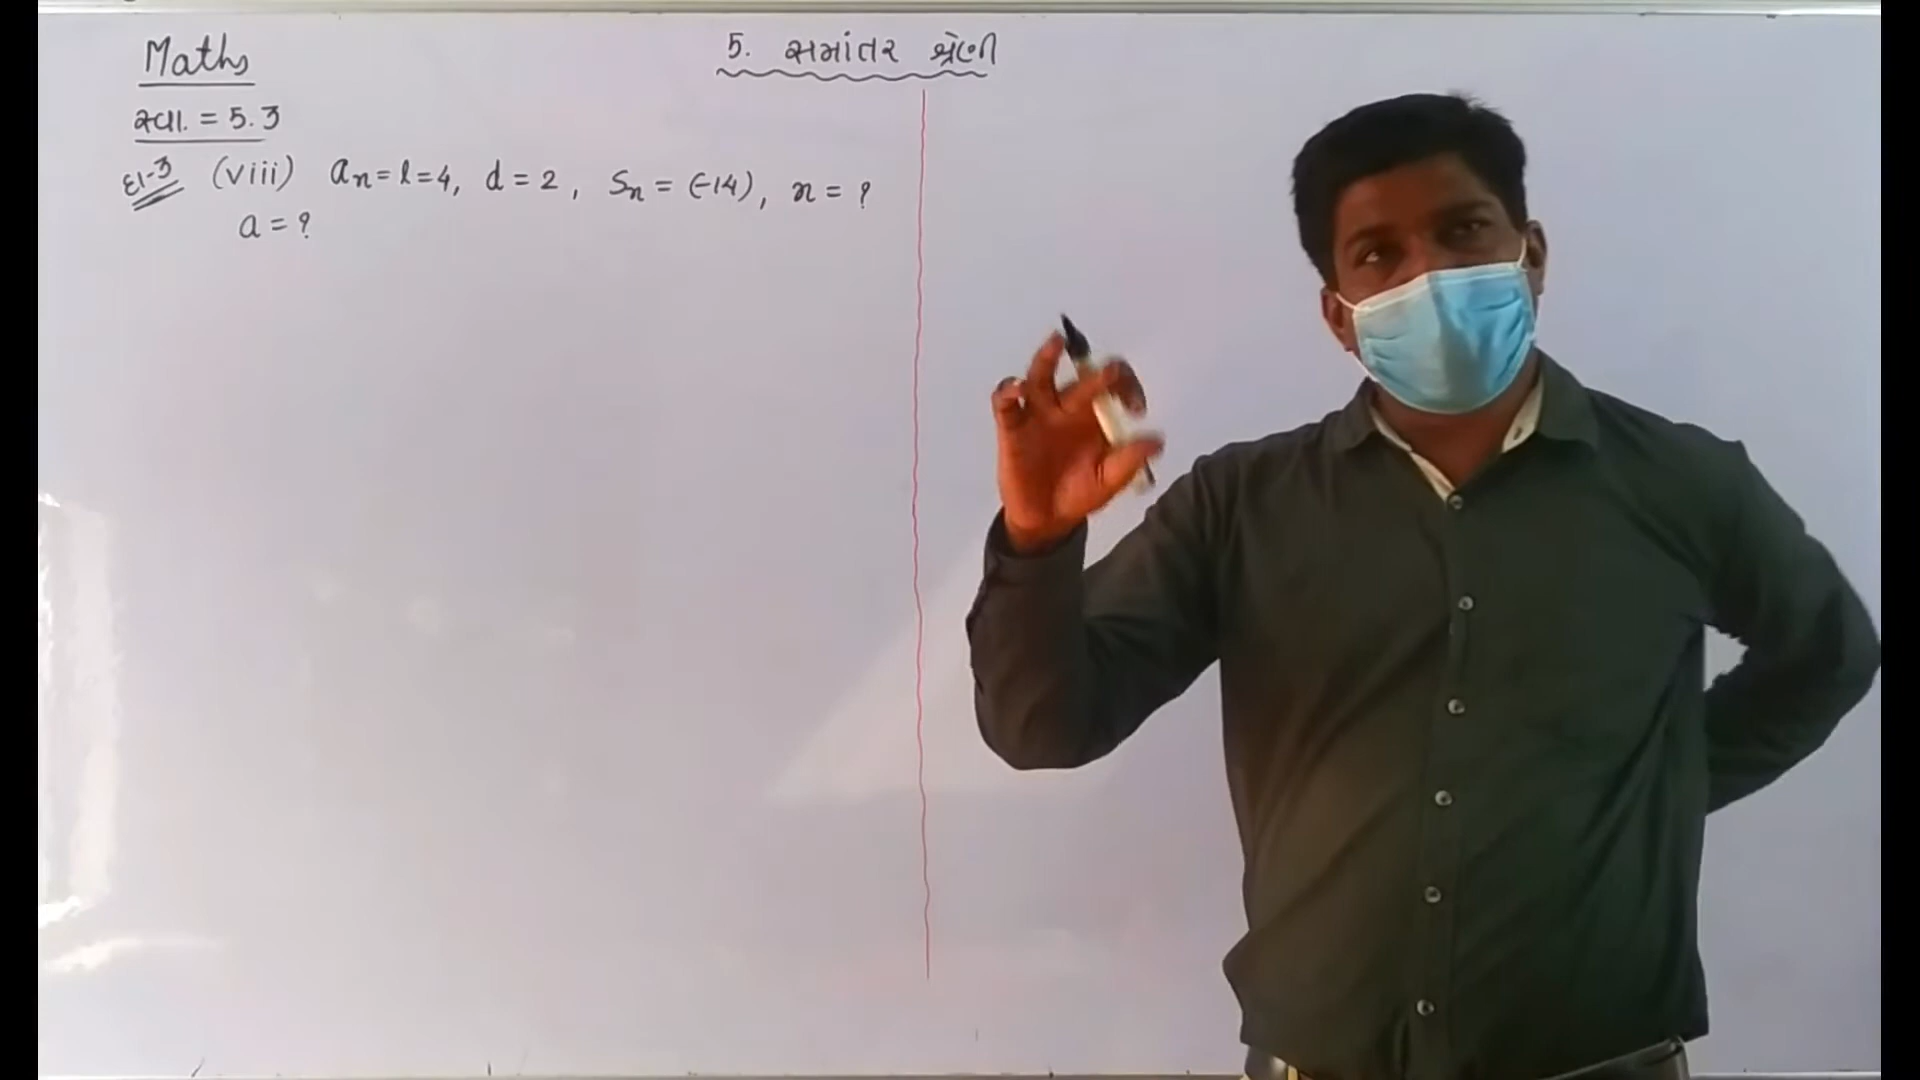 Maths
5. સમાંતર શ્રેણી
સ્વા. = 5.3
દા-3 (viii) an = l = 4, d = 2, Sn = (-14), n = ?
a = ?